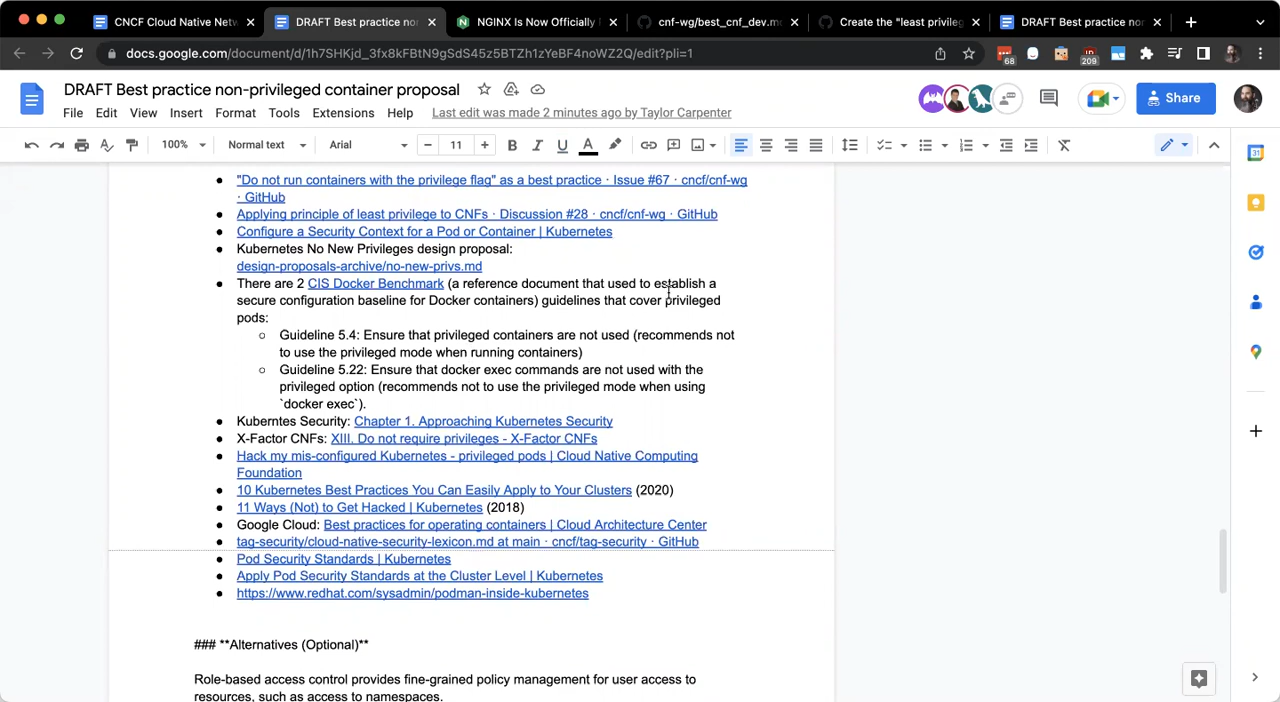 CNCF Cloud Native Netw
DRAFT Best practice non
NGINX Is Now Officially
cnf-wg/best_cnf_dev.m
Create the "least privileg
DRAFT Best practice non
docs.google.com/document/d/1h7SHKjd_3fx8kFBtN9gSdS45z5BTZh1zYeBF4noWZ2Q/edit?pli=1
68
209
DRAFT Best practice non-privileged container proposal
File Edit View Insert Format Tools Extensions Help Last edit was made 2 minutes ago by Taylor Carpenter
Share
100% Normal text Arial 11
31
"Do not run containers with the privilege flag" as a best practice · Issue #67 · cncf/cnf-wg
· GitHub
Applying principle of least privilege to CNFs · Discussion #28 · cncf/cnf-wg · GitHub
Configure a Security Context for a Pod or Container | Kubernetes
Kubernetes No New Privileges design proposal:
design-proposals-archive/no-new-privs.md
There are 2 CIS Docker Benchmark (a reference document that used to establish a
secure configuration baseline for Docker containers) guidelines that cover privileged
pods:
Guideline 5.4: Ensure that privileged containers are not used (recommends not
to use the privileged mode when running containers)
Guideline 5.22: Ensure that docker exec commands are not used with the
privileged option (recommends not to use the privileged mode when using
`docker exec`).
Kuberntes Security: Chapter 1. Approaching Kubernetes Security
X-Factor CNFs: XIII. Do not require privileges - X-Factor CNFs
Hack my mis-configured Kubernetes - privileged pods | Cloud Native Computing
Foundation
10 Kubernetes Best Practices You Can Easily Apply to Your Clusters (2020)
11 Ways (Not) to Get Hacked | Kubernetes (2018)
Google Cloud: Best practices for operating containers | Cloud Architecture Center
tag-security/cloud-native-security-lexicon.md at main · cncf/tag-security · GitHub
Pod Security Standards | Kubernetes
Apply Pod Security Standards at the Cluster Level | Kubernetes
https://www.redhat.com/sysadmin/podman-inside-kubernetes
### **Alternatives (Optional)**
Role-based access control provides fine-grained policy management for user access to
resources, such as access to namespaces.